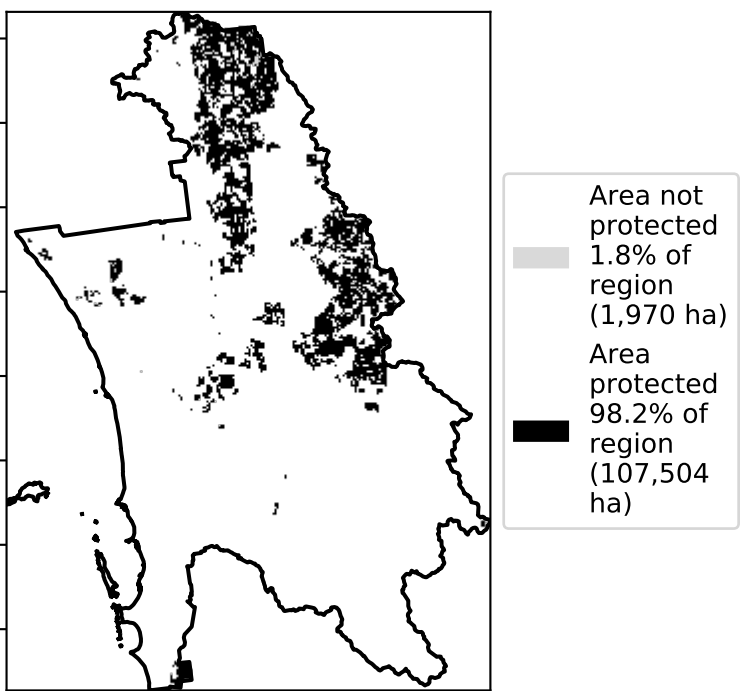 Area not
protected
1.8% of
region
(1,970 ha)
Area
protected
98.2% of
region
(107,504
ha)